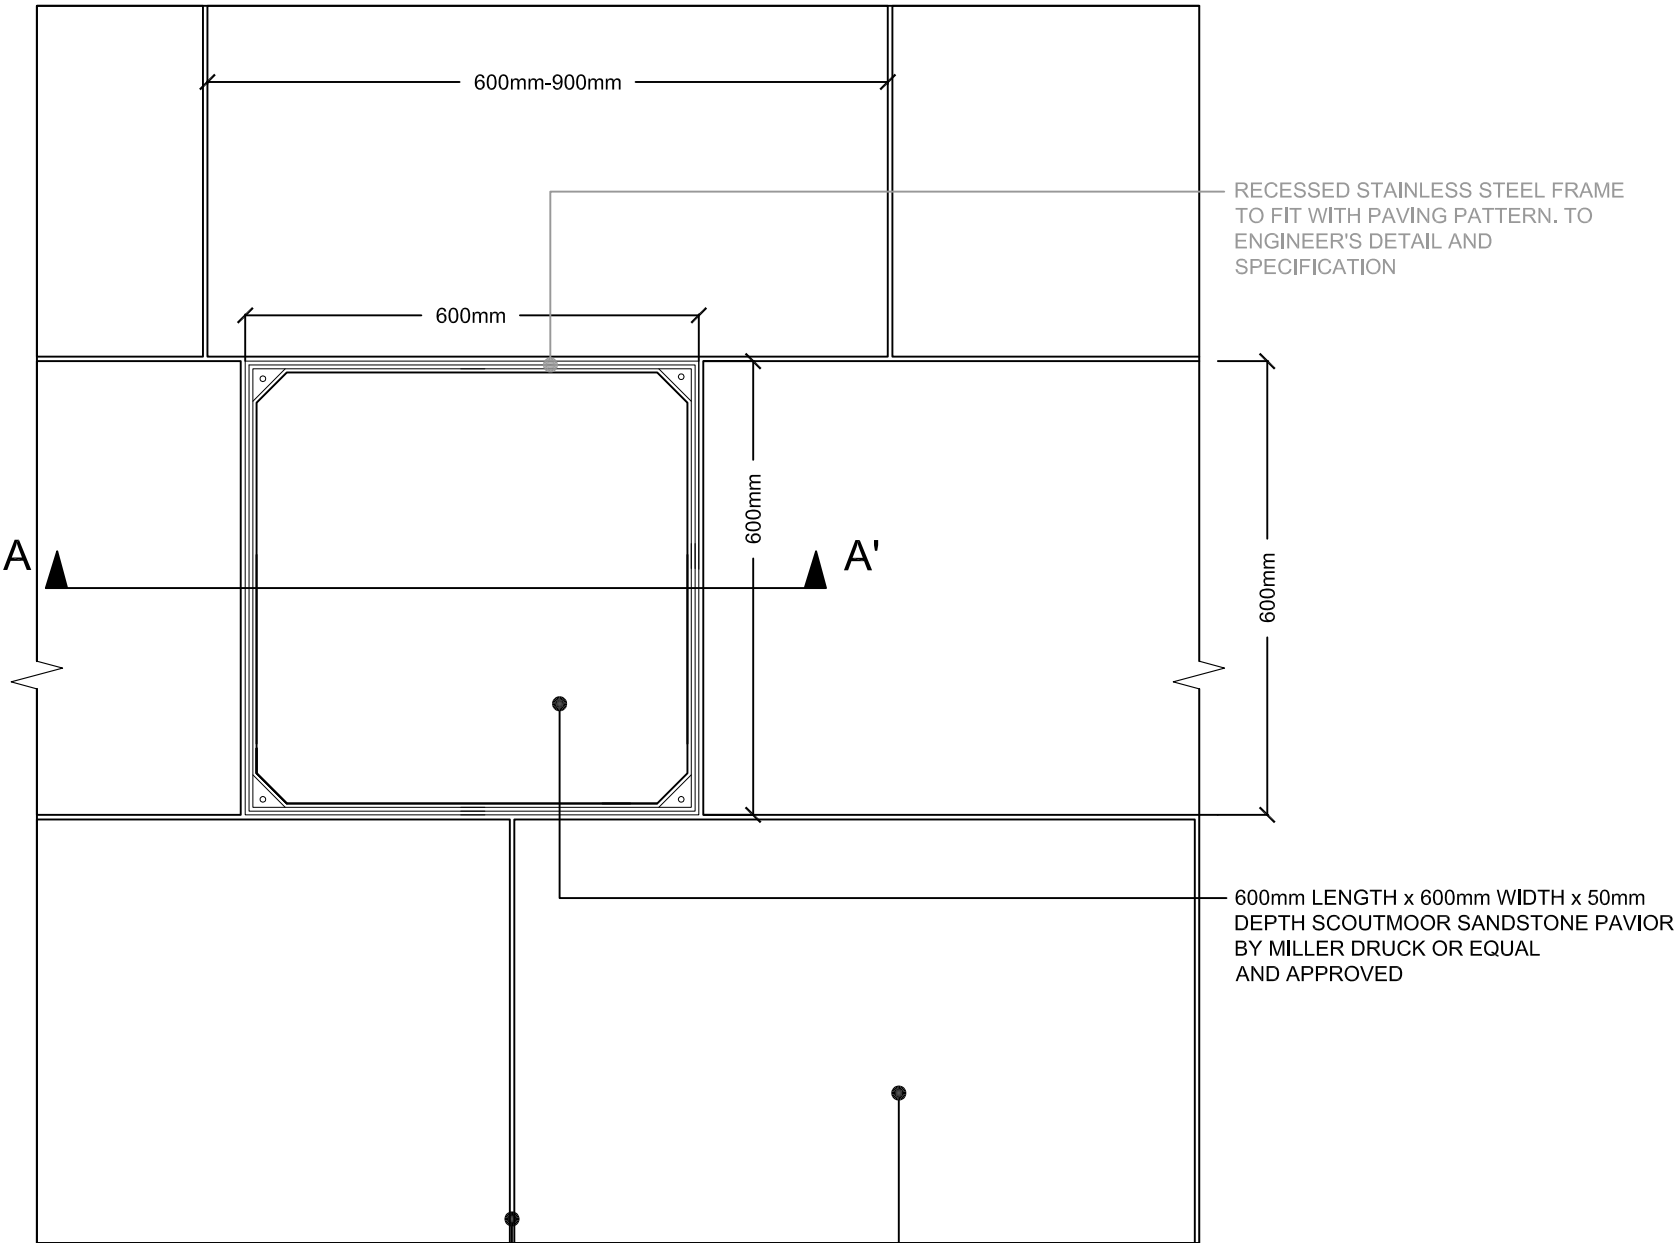 600mm-900mm
RECESSED STAINLESS STEEL FRAME
TO FIT WITH PAVING PATTERN. TO
ENGINEER'S DETAIL AND
SPECIFICATION
600mm
600mm
A
A'
600mm
600mm LENGTH x 600mm WIDTH x 50mm
DEPTH SCOUTMOOR SANDSTONE PAVIOR
BY MILLER DRUCK OR EQUAL
AND APPROVED